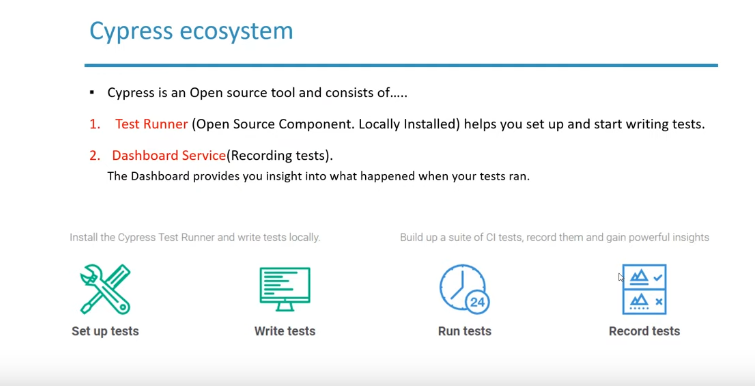 Cypress ecosystem
▪ Cypress is an Open source tool and consists of.....
1. Test Runner (Open Source Component. Locally Installed) helps you set up and start writing tests.
2. Dashboard Service(Recording tests).
The Dashboard provides you insight into what happened when your tests ran.
Install the Cypress Test Runner and write tests locally.
Build up a suite of CI tests, record them and gain powerful insights
24
Set up tests
Write tests
Run tests
Record tests